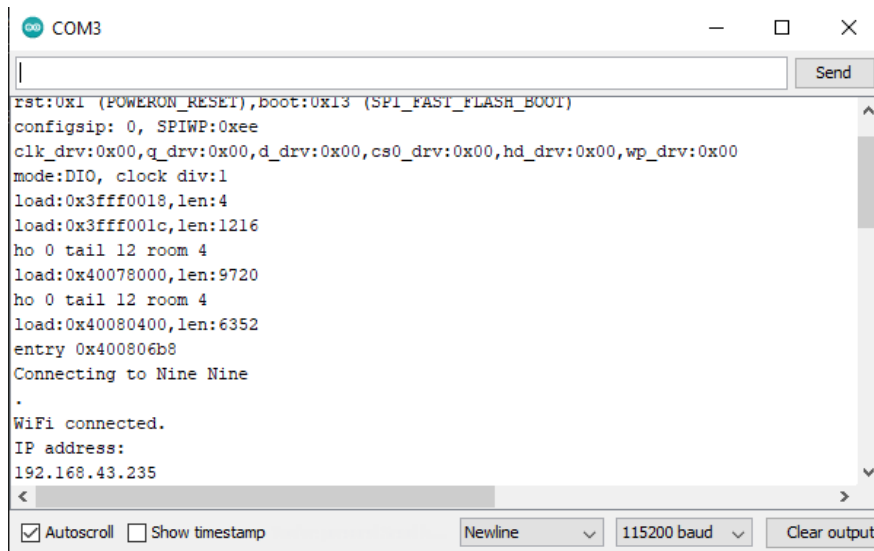 COM3
Send
rst:0x1 (POWERON_RESET),boot:0x13 (SPI_FAST_FLASH_BOOT)
configsip: 0, SPIWP:0xee
clk_drv:0x00,q_drv:0x00,d_drv:0x00,cs0_drv:0x00,hd_drv:0x00,wp_drv:0x00
mode:DIO, clock div:1
load:0x3fff0018,len:4
load:0x3fff001c,len:1216
ho 0 tail 12 room 4
load:0x40078000,len:9720
ho 0 tail 12 room 4
load:0x40080400,len:6352
entry 0x400806b8
Connecting to Nine Nine
.
WiFi connected.
IP address:
192.168.43.235
Autoscroll Show timestamp Newline 115200 baud Clear output